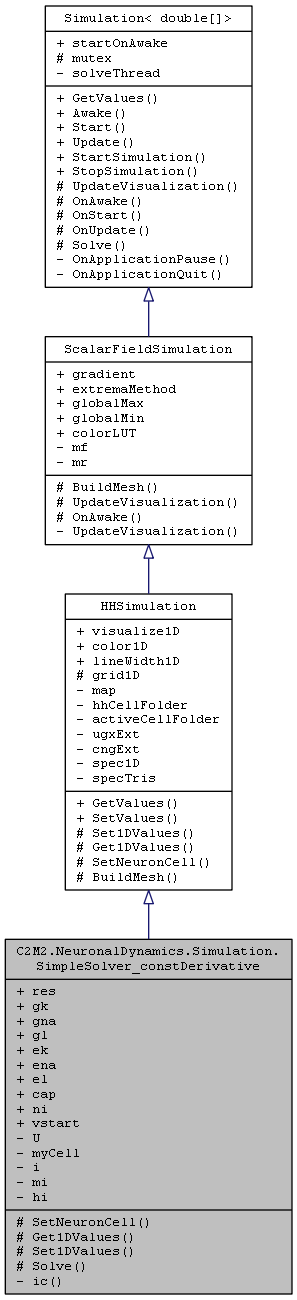 Simulation< double[]>
+ startOnAwake
# mutex
- solveThread
+ GetValues()
+ Awake()
+ Start()
+ Update()
+ StartSimulation()
+ StopSimulation()
# UpdateVisualization()
# OnAwake()
# OnStart()
# OnUpdate()
# Solve()
- OnApplicationPause()
- OnApplicationQuit()
ScalarFieldSimulation
+ gradient
+ extremaMethod
+ globalMax
+ globalMin
+ colorLUT
- mf
- mr
# BuildMesh()
# UpdateVisualization()
# OnAwake()
- UpdateVisualization()
HHSimulation
+ visualize1D
+ color1D
+ lineWidth1D
# grid1D
- map
- hhCellFolder
- activeCellFolder
- ugxExt
- cngExt
- spec1D
- specTris
+ GetValues()
+ SetValues()
# Set1DValues()
# Get1DValues()
# SetNeuronCell()
# BuildMesh()
C2M2.NeuronalDynamics.Simulation.
SimpleSolver_constDerivative
+ res
+ gk
+ gna
+ gl
+ ek
+ ena
+ el
+ cap
+ ni
+ vstart
- U
- myCell
- i
- mi
- hi
# SetNeuronCell()
# Get1DValues()
# Set1DValues()
# Solve()
- ic()